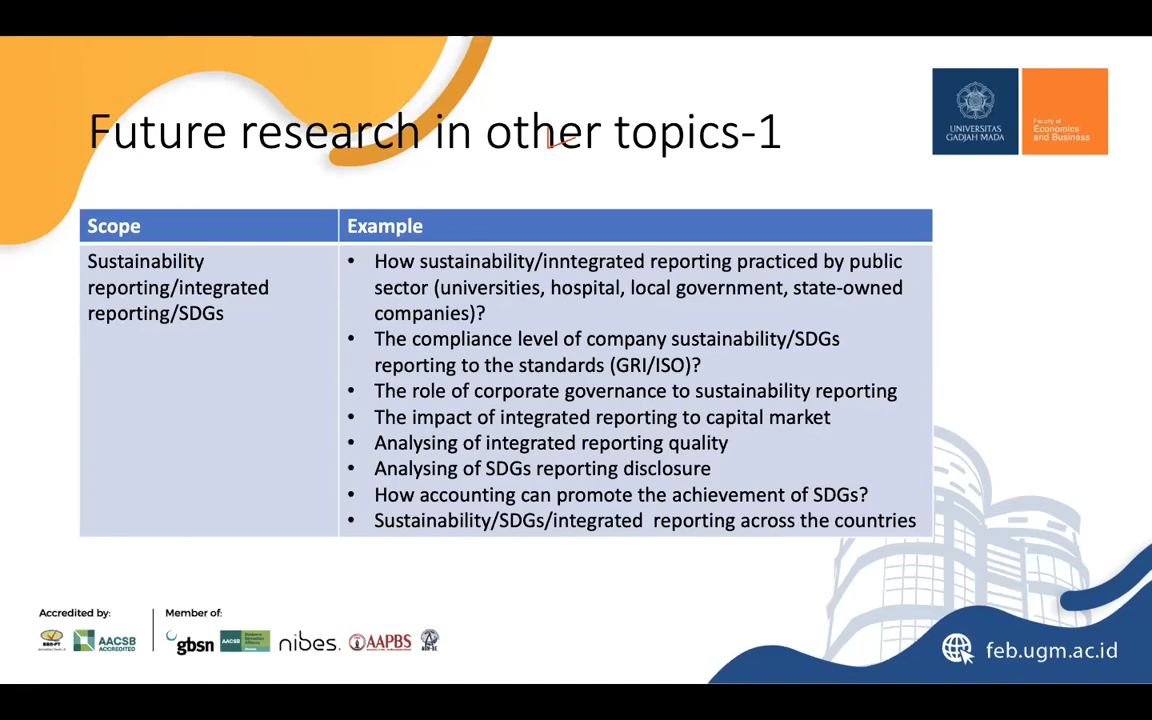 Future research in other topics-1
UNIVERSITAS
GADJAH MADA
Faculty of
Economics
and Business
Scope
Example
Sustainability
reporting/integrated
reporting/SDGs
• How sustainability/inntegrated reporting practiced by public
sector (universities, hospital, local government, state-owned
companies)?
• The compliance level of company sustainability/SDGs
reporting to the standards (GRI/ISO)?
• The role of corporate governance to sustainability reporting
• The impact of integrated reporting to capital market
• Analysing of integrated reporting quality
• Analysing of SDGs reporting disclosure
• How accounting can promote the achievement of SDGs?
• Sustainability/SDGs/integrated  reporting across the countries
Accredited by:
Member of:
AACSB
ACCREDITED
gbsn
AACSB
nibes.
AAPBS
feb.ugm.ac.id